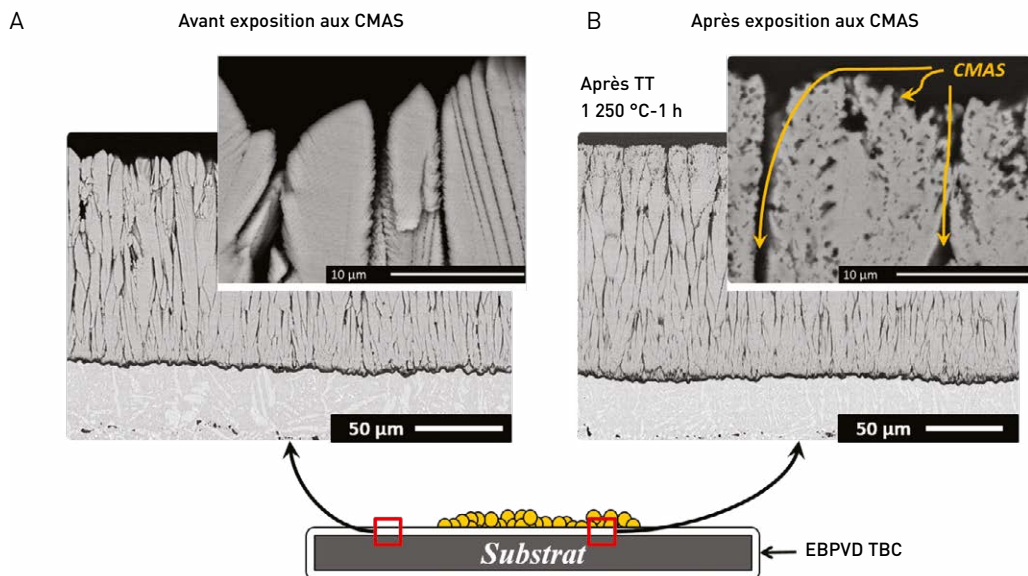 A
Avant exposition aux CMAS
10 µm
50 µm
B
Après exposition aux CMAS
Après TT
1 250 °C-1 h
CMAS
10 µm
50 µm
Substrat
EBPVD TBC